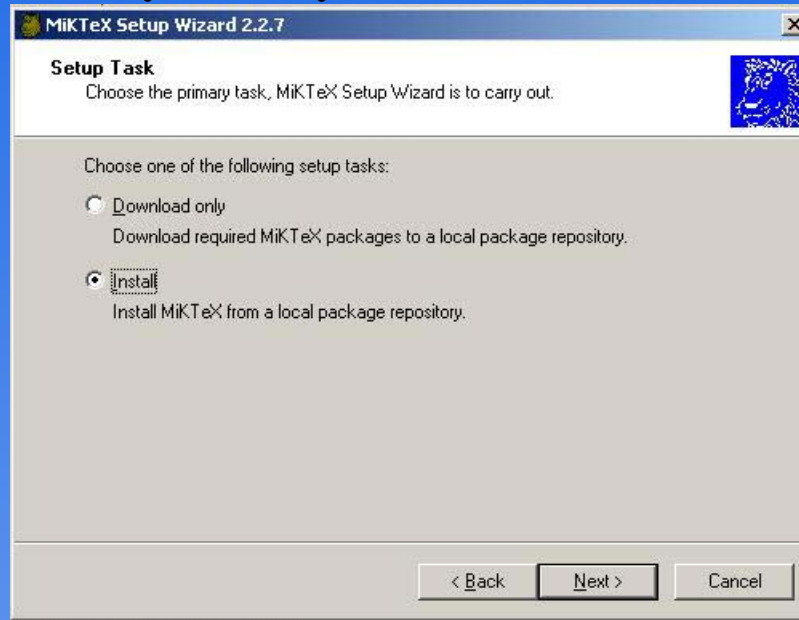 MiKTeX Setup Wizard 2.2.7
Setup Task
Choose the primary task, MiKTeX Setup Wizard is to carry out.
Choose one of the following setup tasks:
Download only
Download required MiKTeX packages to a local package repository.
Install
Install MiKTeX from a local package repository.
< Back
Next >
Cancel